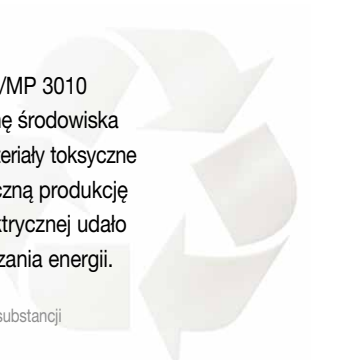 /MP 3010
ę środowiska
eriały toksyczne
czną produkcję
trycznej udało
zania energii.
substancji